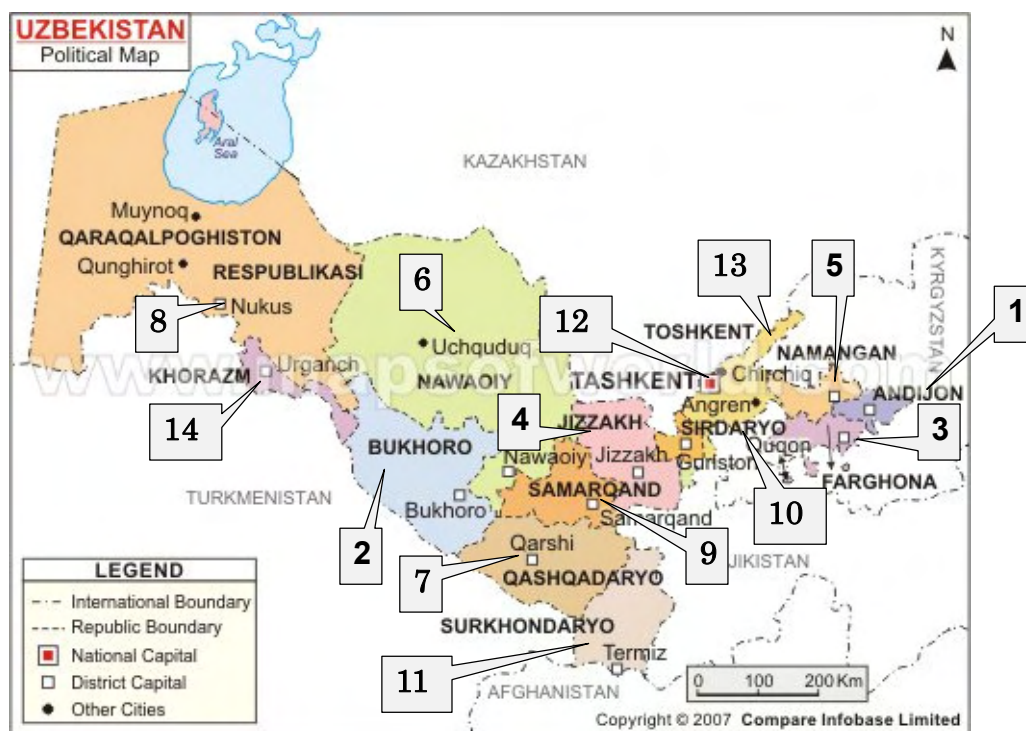 UZBEKISTAN
Political Map
N
Aral
Sea
KAZAKHSTAN
KYRGYZSTAN
Muynoq
QARAQALPOGHISTON
Qunghirot
RESPUBLIKASI
6
13
5
1
8
Nukus
12
TOSHKENT
Uchquduq
NAMANGAN
www.mapsofworld.com
KHORAZM
Urganch
NAWAOIY
TASHKENT
Chirchiq
ANDIJON
Angren
14
4
JIZZAKH
SIRDARYO
3
BUKHORO
Quqon
Nawaoiy
Jizzakh
Guliston
FARGHONA
TURKMENISTAN
SAMARQAND
Bukhoro
Samarqand
10
2
9
7
Qarshi
JIKISTAN
QASHQADARYO
LEGEND
International Boundary
Republic Boundary
National Capital
District Capital
Other Cities
SURKHONDARYO
Termiz
11
AFGHANISTAN
0 100 200 Km
Copyright © 2007 Compare Infobase Limited